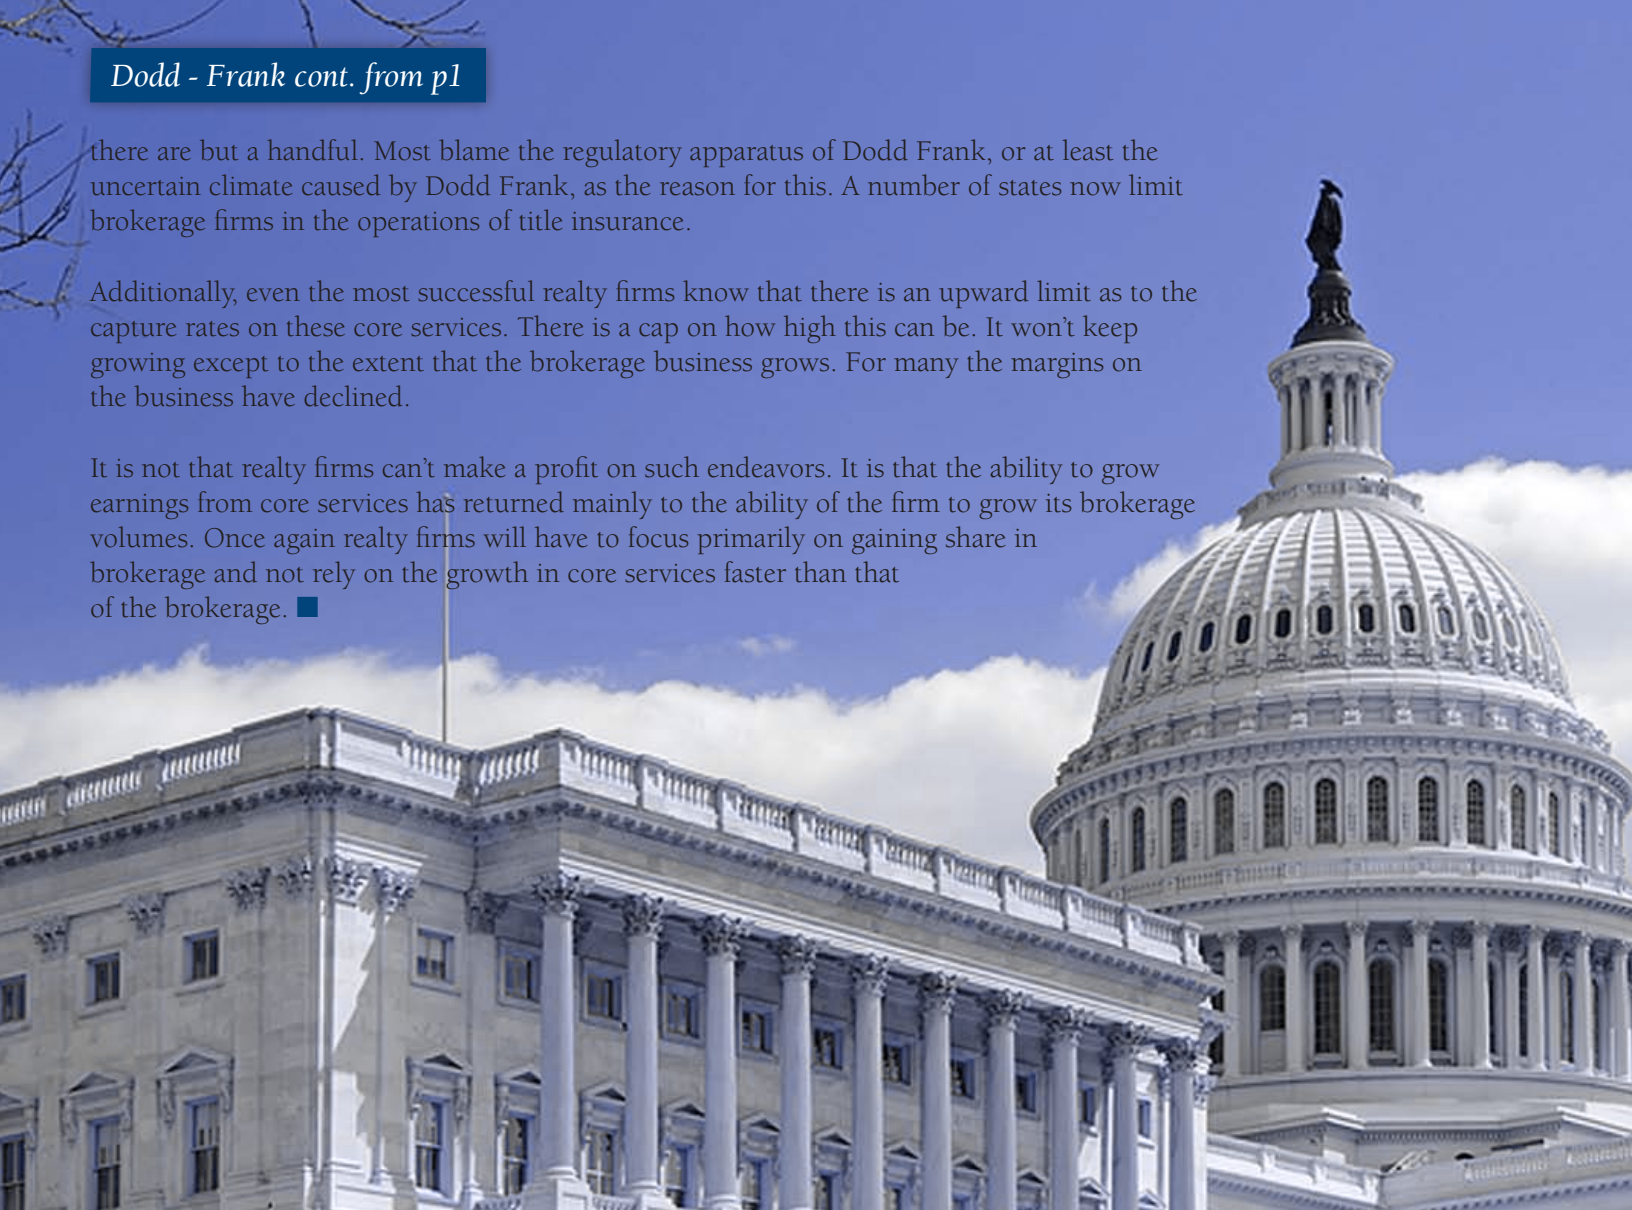 Dodd - Frank cont. from p1
there are but a handful. Most blame the regulatory apparatus of Dodd Frank, or at least the
uncertain climate caused by Dodd Frank, as the reason for this. A number of states now limit
brokerage firms in the operations of title insurance.
Additionally, even the most successful realty firms know that there is an upward limit as to the
capture rates on these core services. There is a cap on how high this can be. It won’t keep
growing except to the extent that the brokerage business grows. For many the margins on
the business have declined.
It is not that realty firms can’t make a profit on such endeavors. It is that the ability to grow
earnings from core services has returned mainly to the ability of the firm to grow its brokerage
volumes. Once again realty firms will have to focus primarily on gaining share in
brokerage and not rely on the growth in core services faster than that
of the brokerage.